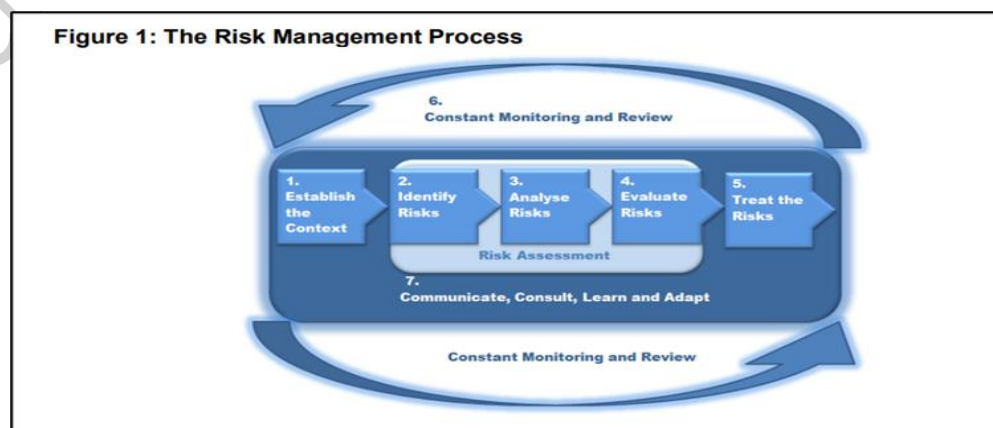 Figure 1: The Risk Management Process
6.
Constant Monitoring and Review
1.
Establish
the
Context
2.
Identify
Risks
3.
Analyse
Risks
4.
Evaluate
Risks
5.
Treat the
Risks
Risk Assessment
7.
Communicate, Consult, Learn and Adapt
Constant Monitoring and Review